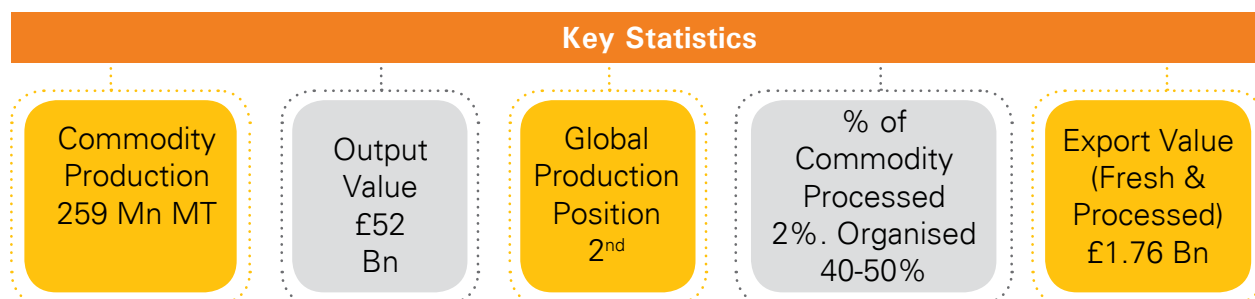 Key Statistics
Commodity
Production
259 Mn MT
Output
Value
£52
Bn
Global
Production
Position
2nd
% of
Commodity
Processed
2%. Organised
40-50%
Export Value
(Fresh &
Processed)
£1.76 Bn